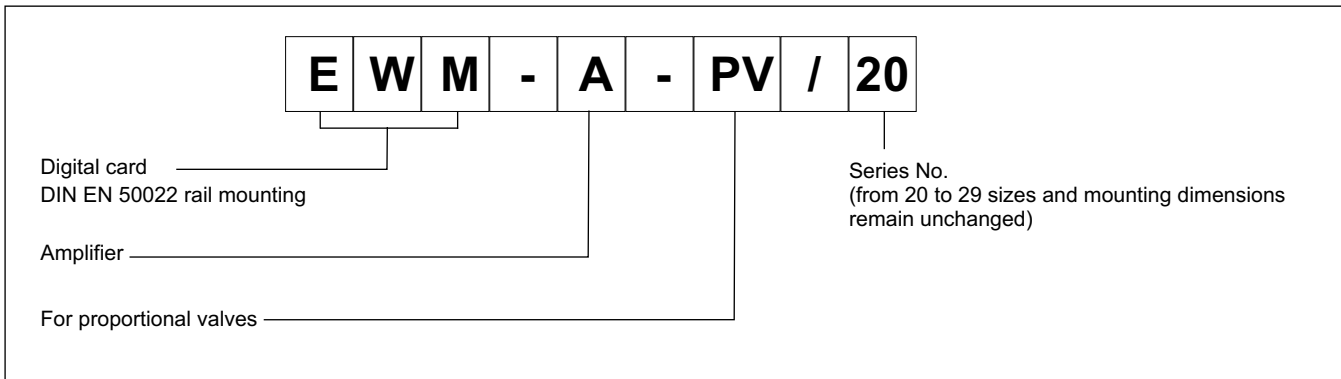 E W M - A - PV / 20
Digital card
DIN EN 50022 rail mounting
Amplifier
For proportional valves
Series No.
(from 20 to 29 sizes and mounting dimensions
remain unchanged)